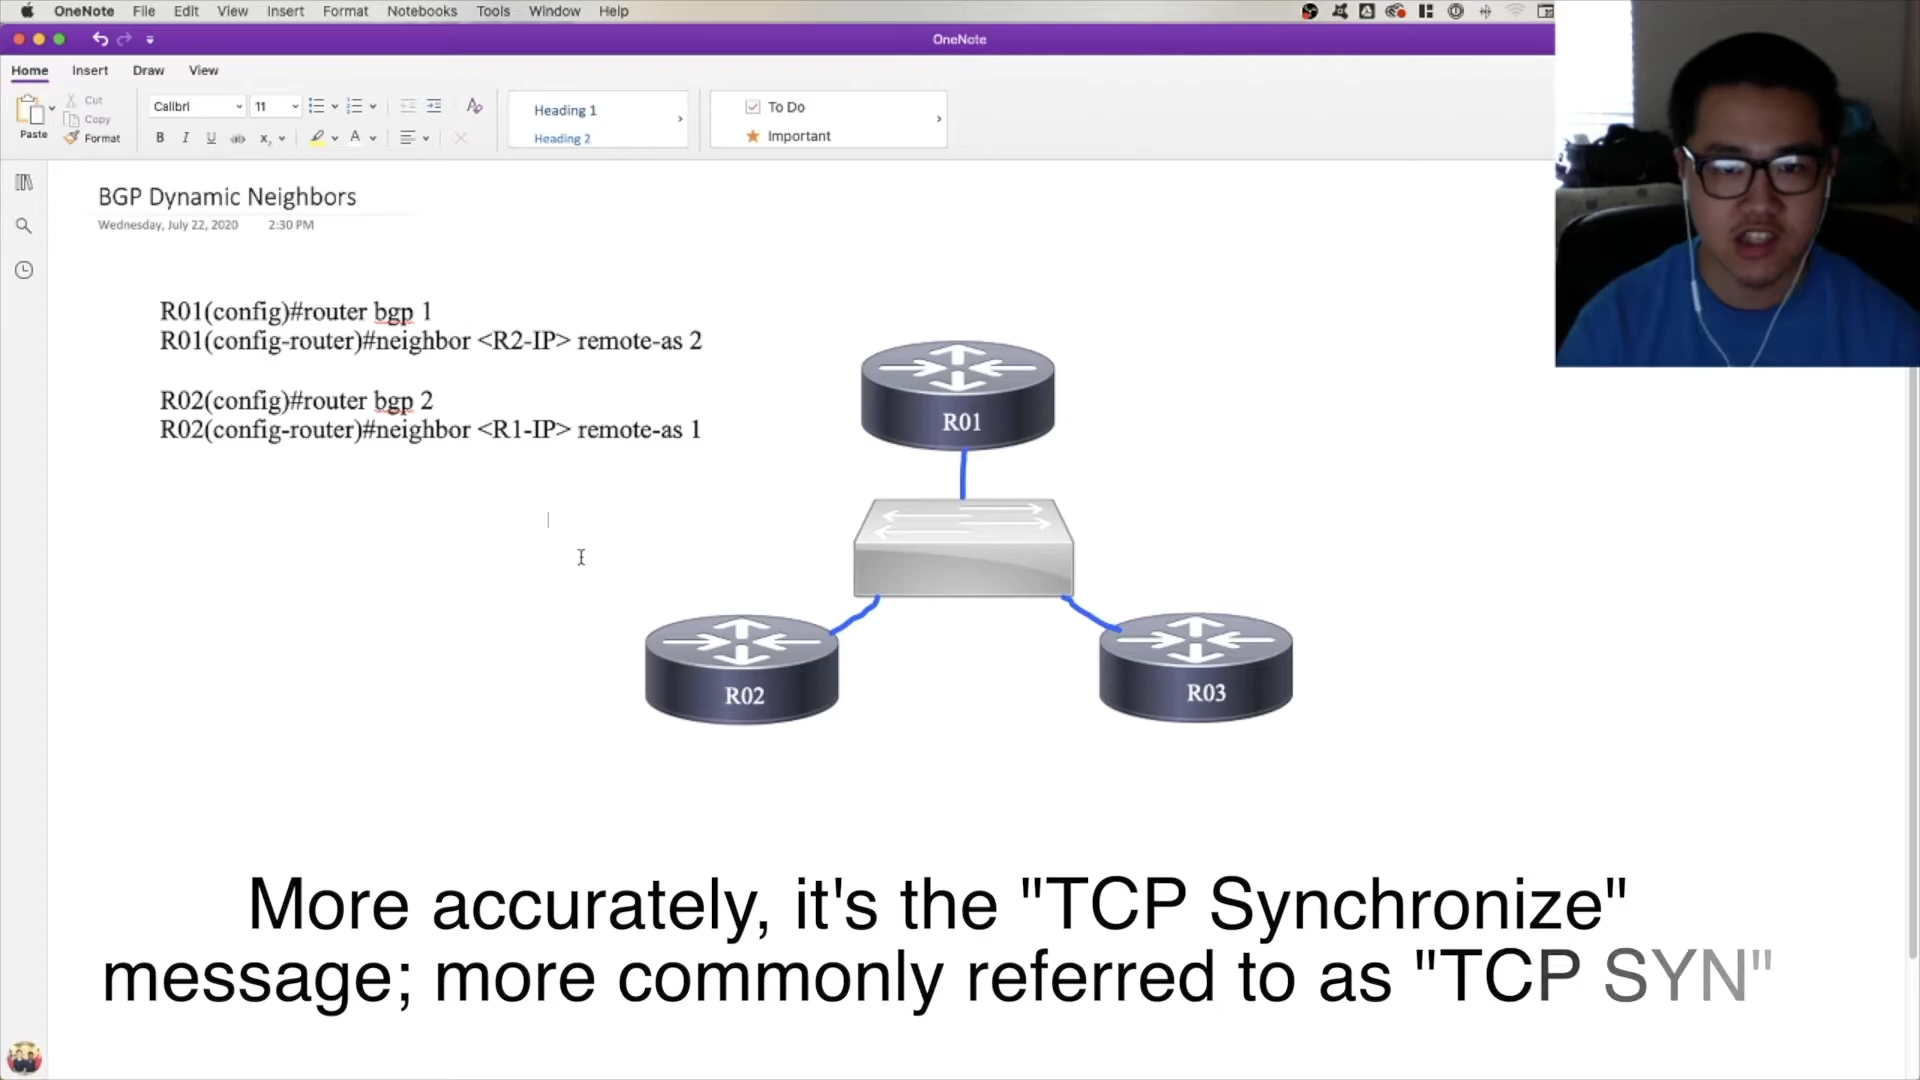 OneNote File Edit View Insert Format Notebooks Tools Window Help
OneNote
Home Insert Draw View
Paste
Cut
Copy
Format
Calibri 11
B I U ab x₂ A
Heading 1
Heading 2
To Do
Important
BGP Dynamic Neighbors
Wednesday, July 22, 2020 2:30 PM
R01(config)#router bgp 1
R01(config-router)#neighbor <R2-IP> remote-as 2
R02(config)#router bgp 2
R02(config-router)#neighbor <R1-IP> remote-as 1
R01
R02
R03
More accurately, it's the "TCP Synchronize"
message; more commonly referred to as "TCP SYN"